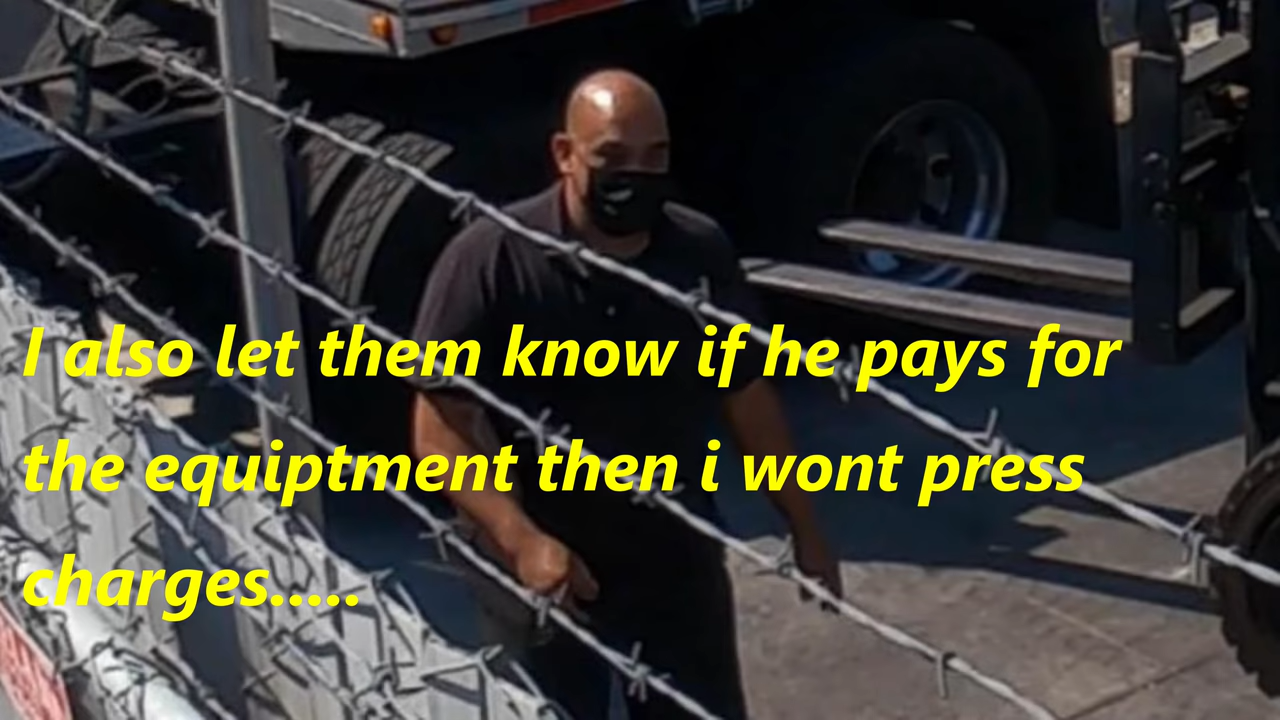 I also let them know if he pays for
the equiptment then i wont press
charges.....